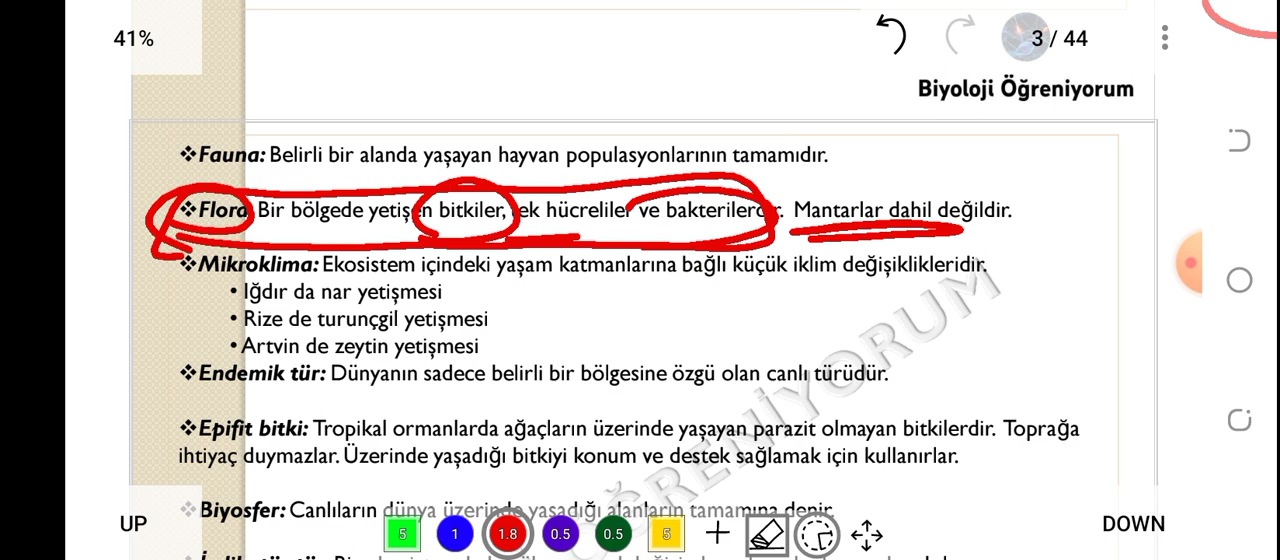 41%
3 / 44
Biyoloji Öğreniyorum
❖Fauna: Belirli bir alanda yaşayan hayvan populasyonlarının tamamıdır.
❖Flora: Bir bölgede yetişen bitkiler, tek hücreliler ve bakterilerdir. Mantarlar dahil değildir.
❖Mikroklima: Ekosistem içindeki yaşam katmanlarına bağlı küçük iklim değişiklikleridir.
• Iğdır da nar yetişmesi
• Rize de turunçgil yetişmesi
• Artvin de zeytin yetişmesi
❖Endemik tür: Dünyanın sadece belirli bir bölgesine özgü olan canlı türüdür.
❖Epifit bitki: Tropikal ormanlarda ağaçların üzerinde yaşayan parazit olmayan bitkilerdir. Toprağa
ihtiyaç duymazlar. Üzerinde yaşadığı bitkiyi konum ve destek sağlamak için kullanırlar.
❖Biyosfer: Canlıların dünya üzerinde yaşadığı alanların tamamına denir.
ÖĞRENİYORUM
UP
5 1 1.8 0.5 0.5 5
DOWN